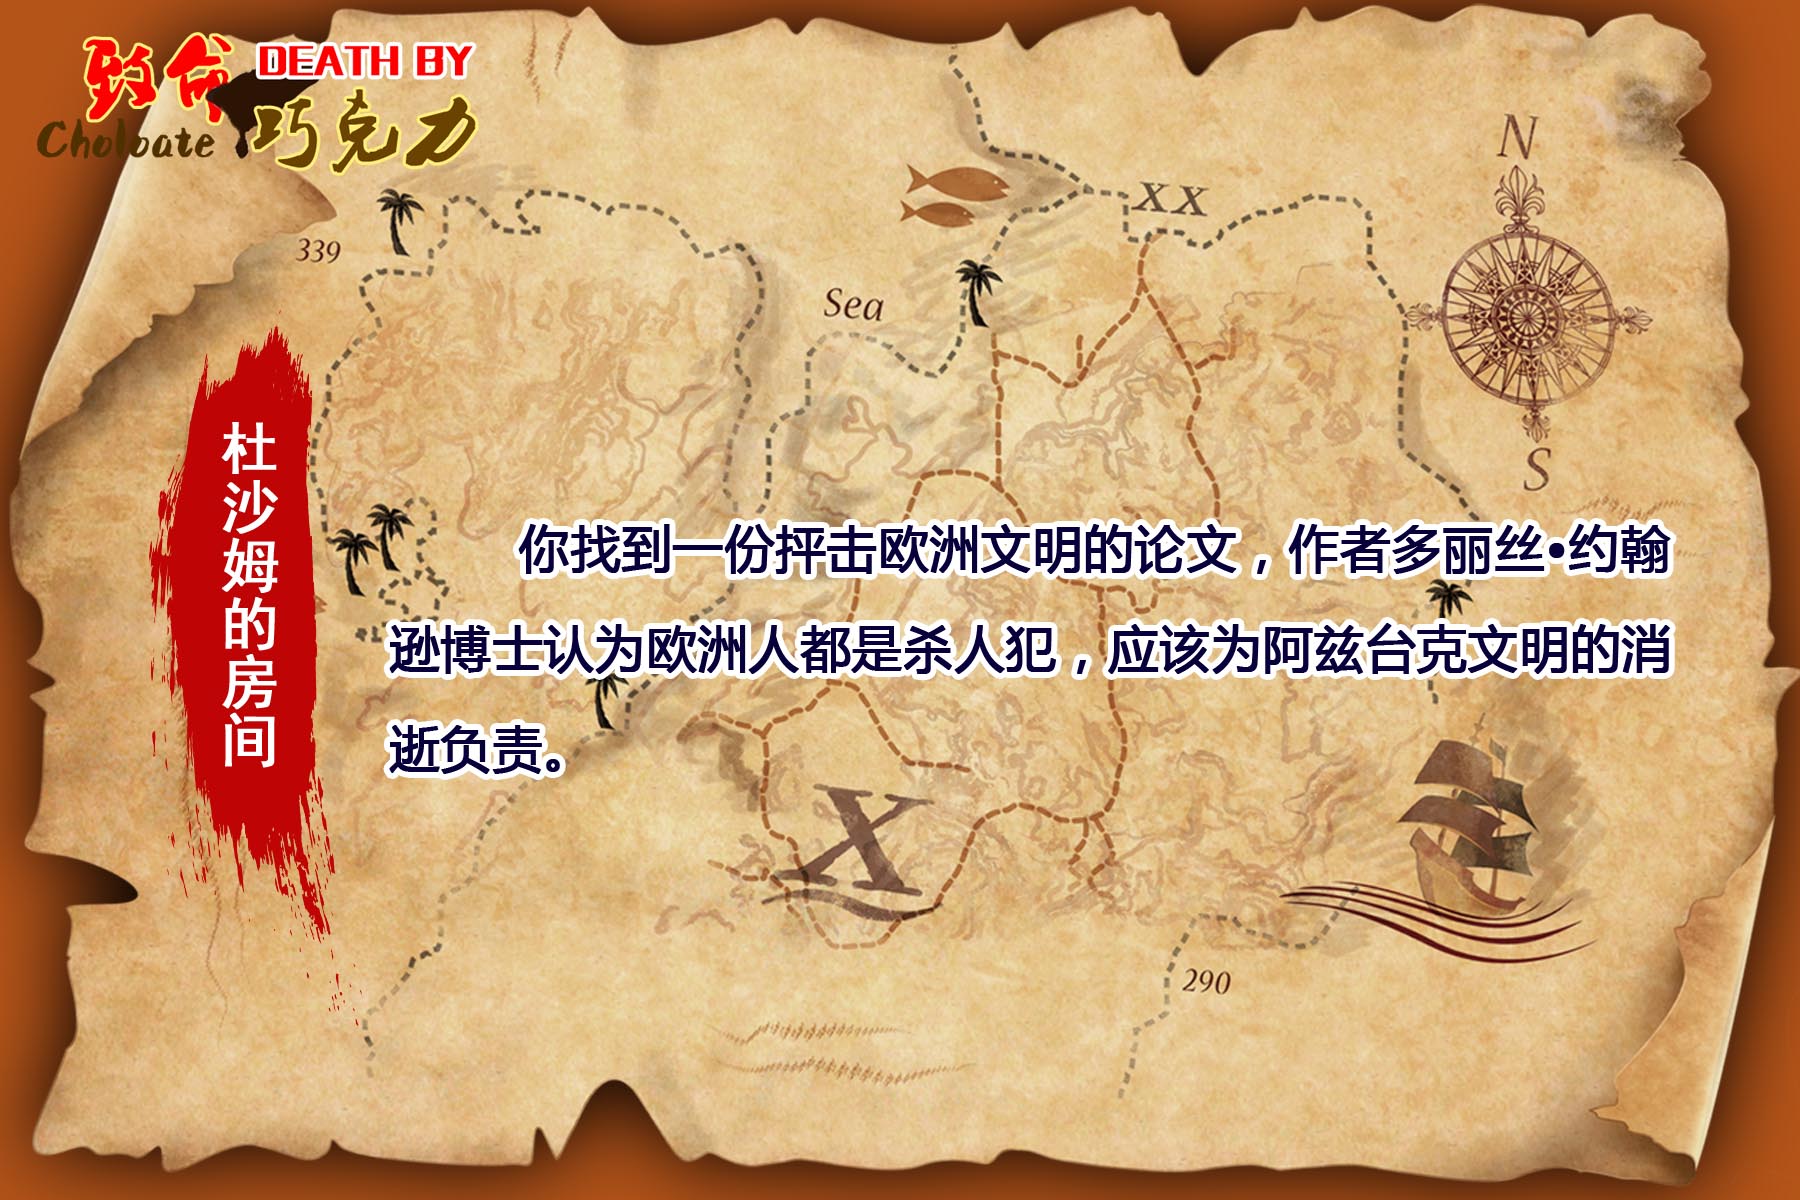 致命 DEATH BY
Choloate 巧克力
N
XX
339
Sea
S
杜沙姆的房间
你找到一份抨击欧洲文明的论文，作者多丽丝•约翰
逊博士认为欧洲人都是杀人犯，应该为阿兹台克文明的消
逝负责。
X
290